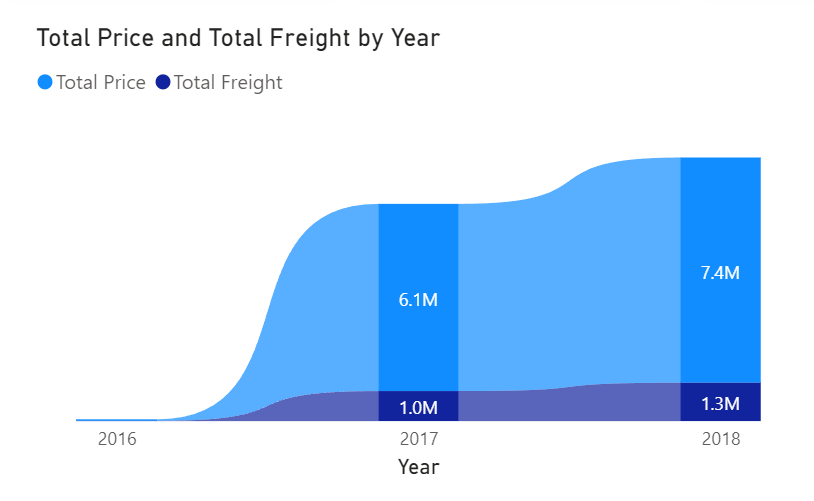 Total Price and Total Freight by Year
Total Price Total Freight
7.4M
6.1M
1.3M
1.0M
2016 2017 2018
Year